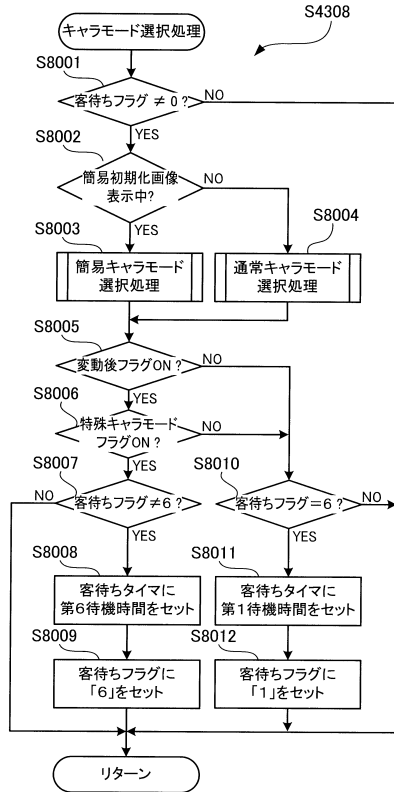 S4308
キャラモード選択処理
S8001
客待ちフラグ ≠ 0?
NO
YES
S8002
簡易初期化画像
表示中?
NO
YES
S8003
簡易キャラモード
選択処理
S8004
通常キャラモード
選択処理
S8005
変動後フラグON?
NO
YES
S8006
特殊キャラモード
フラグON?
NO
YES
S8007
客待ちフラグ≠6?
NO
YES
S8010
客待ちフラグ=6?
NO
YES
S8008
客待ちタイマに
第6待機時間をセット
S8011
客待ちタイマに
第1待機時間をセット
S8009
客待ちフラグに
「6」をセット
S8012
客待ちフラグに
「1」をセット
リターン